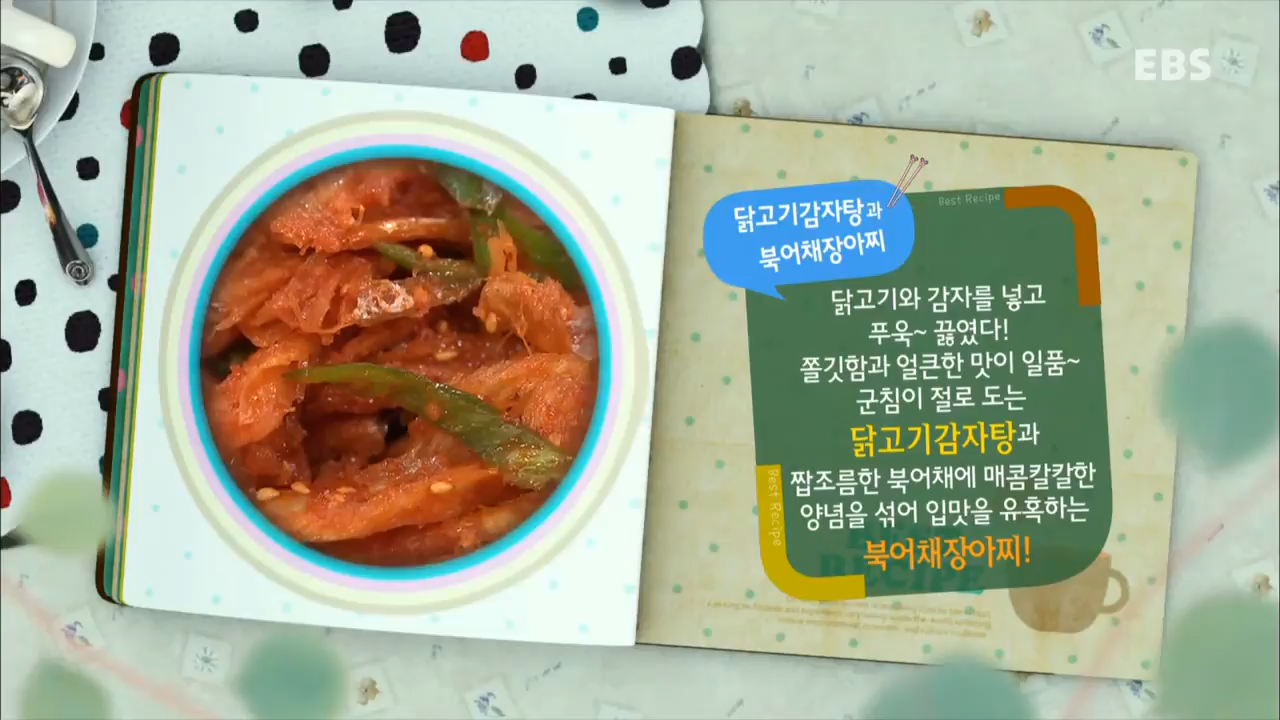 EBS
Best Recipe
닭고기감자탕과
북어채장아찌
닭고기와 감자를 넣고
푸욱~ 끓였다!
쫄깃함과 얼큰한 맛이 일품~
군침이 절로 도는
닭고기감자탕과
짭조름한 북어채에 매콤칼칼한
양념을 섞어 입맛을 유혹하는
북어채장아찌!
Best Recipe
RECIPE